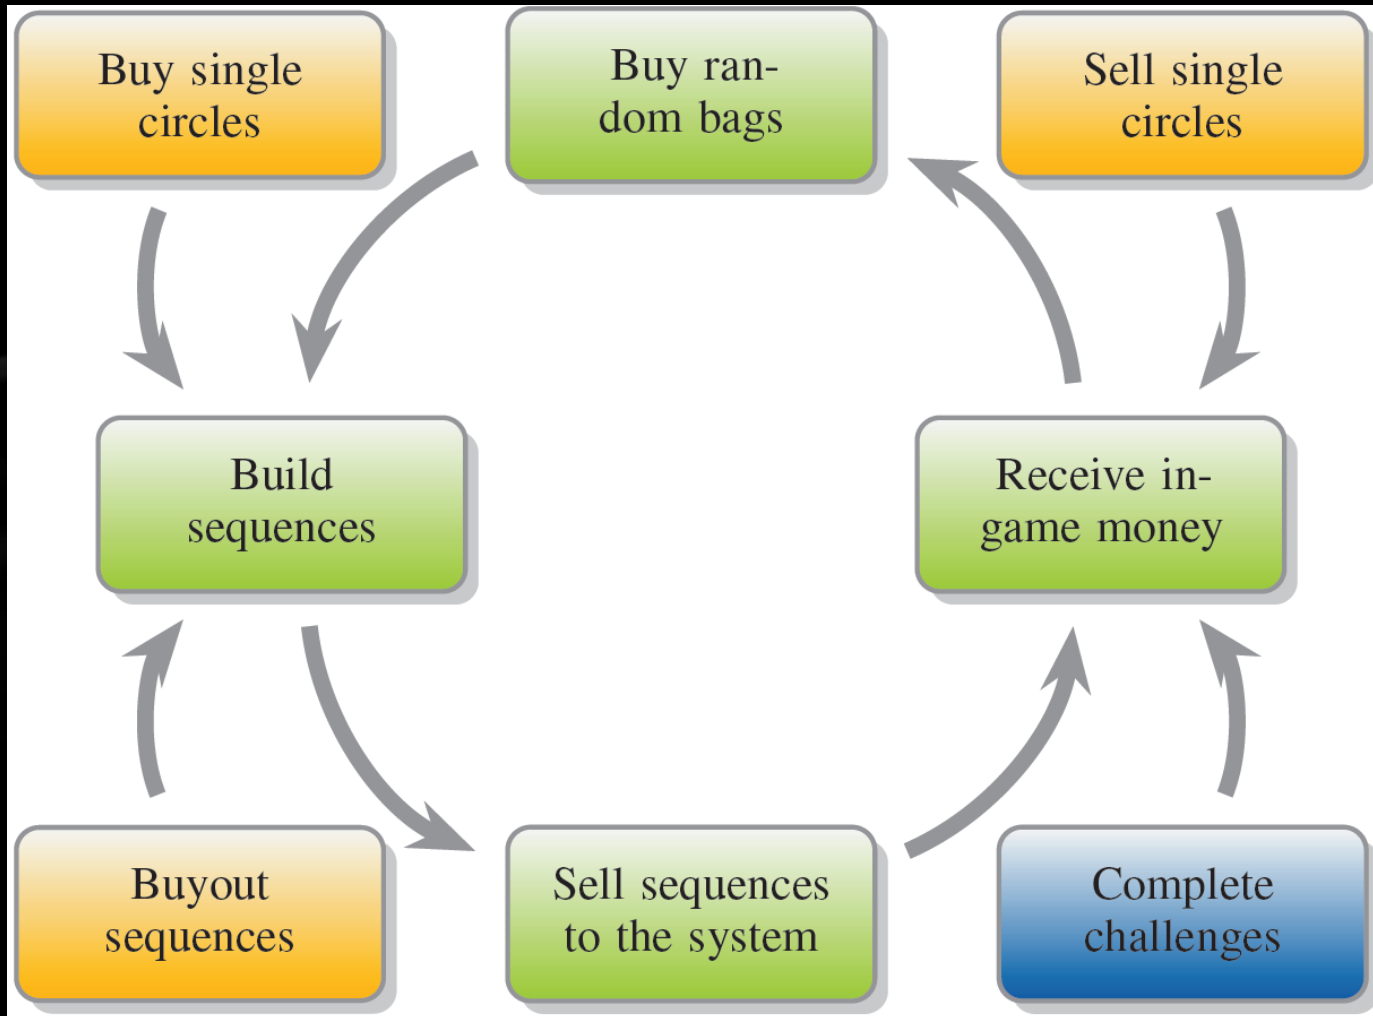 Buy single
circles
Buy ran-
dom bags
Sell single
circles
Build
sequences
Receive in-
game money
Buyout
sequences
Sell sequences
to the system
Complete
challenges